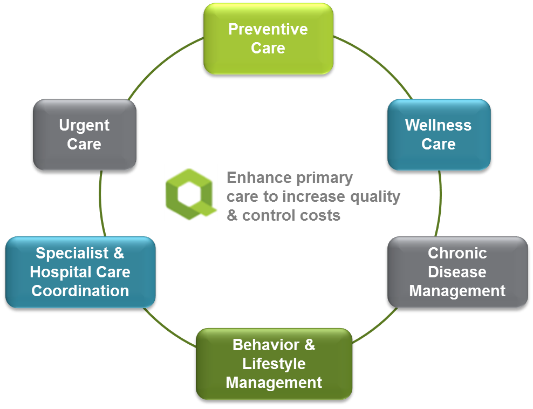 Preventive
Care
Wellness
Care
Chronic
Disease
Management
Behavior &
Lifestyle
Management
Specialist &
Hospital Care
Coordination
Urgent
Care
Enhance primary
care to increase quality
& control costs